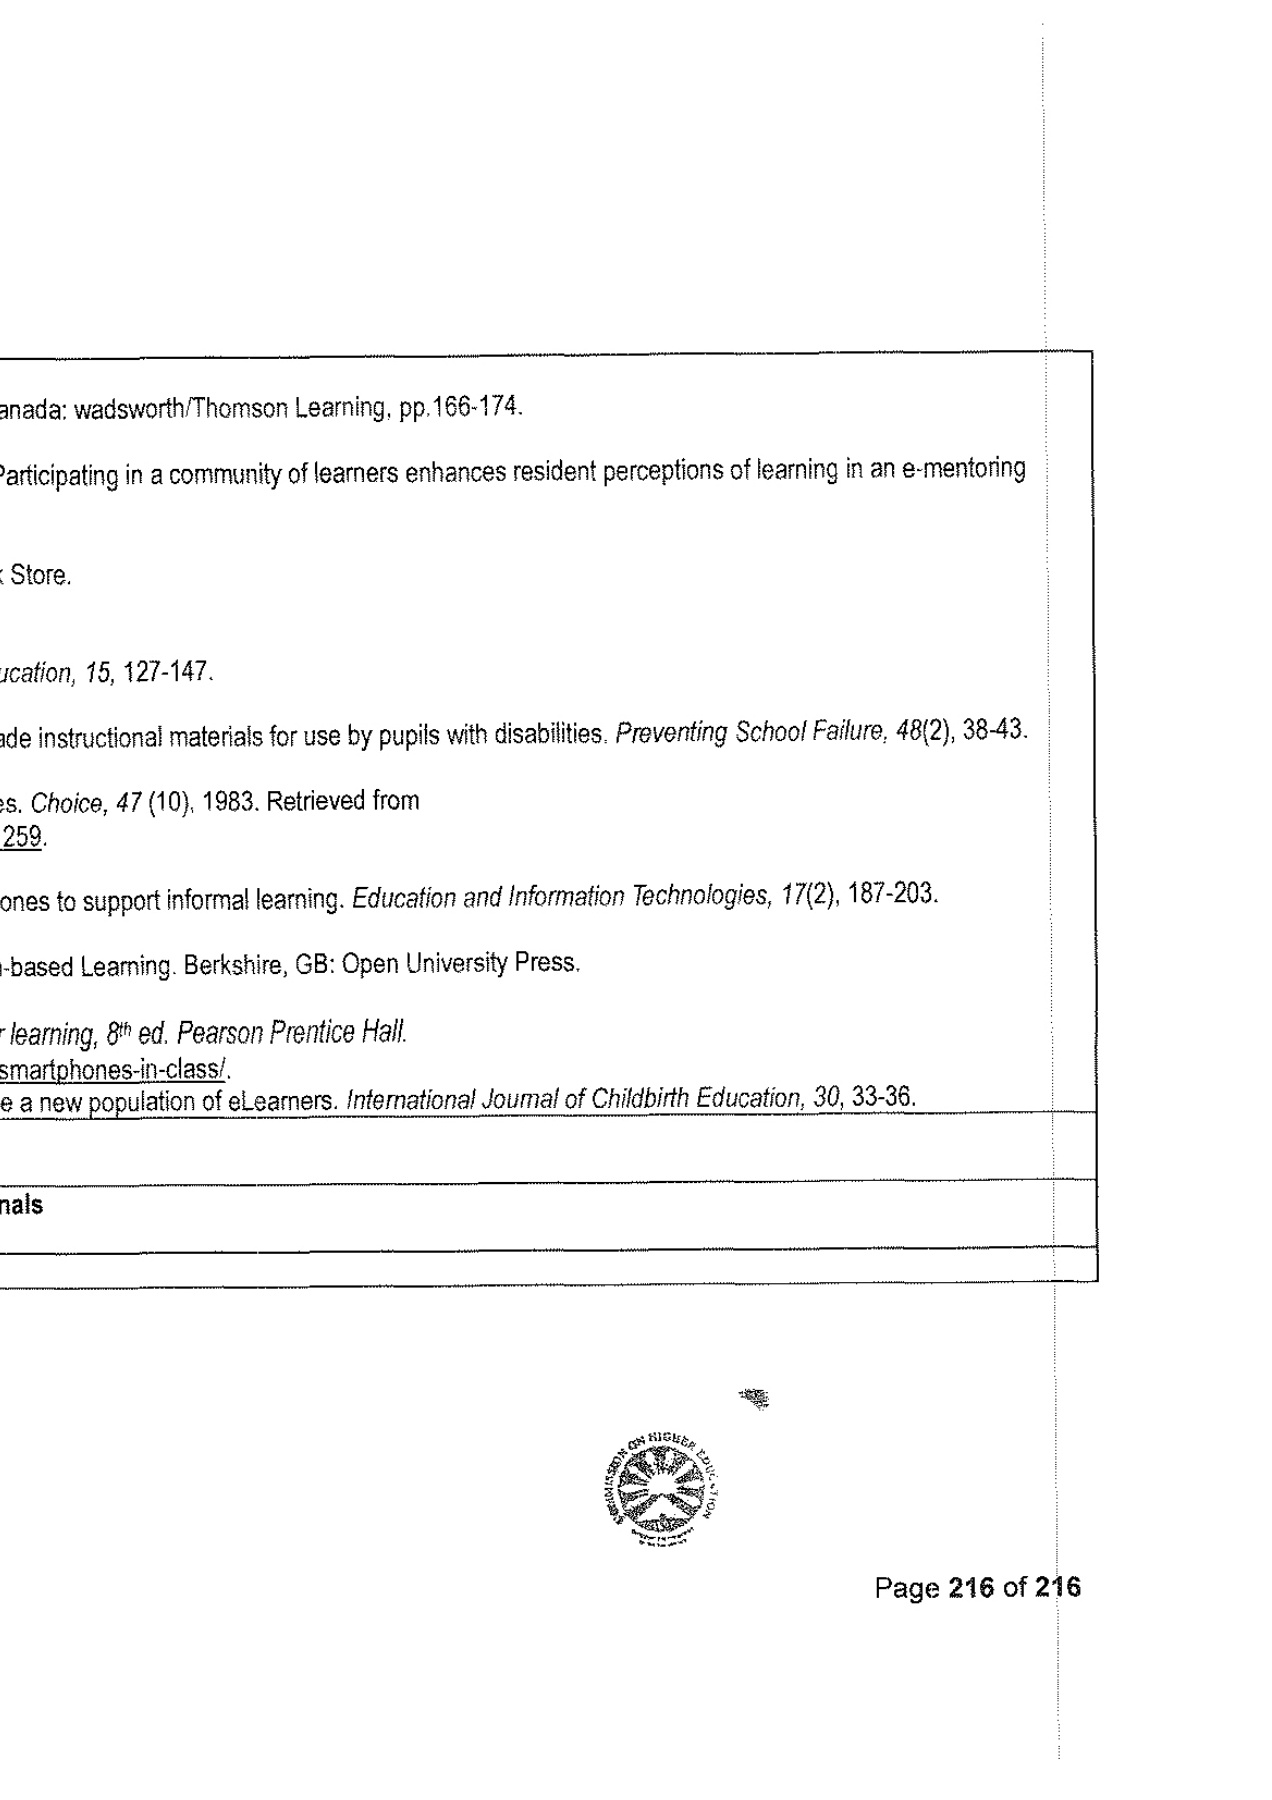 anada: wadsworth/Thomson Learning, pp.166-174.
Participating in a community of learners enhances resident perceptions of learning in an e-mentoring
Store.
ucation, 15, 127-147.
ade instructional materials for use by pupils with disabilities. Preventing School Failure, 48(2), 38-43.
es. Choice, 47 (10), 1983. Retrieved from
259.
ones to support informal learning. Education and Information Technologies, 17(2), 187-203.
-based Learning. Berkshire, GB: Open University Press.
r learning, 8th ed. Pearson Prentice Hall.
smartphones-in-class/.
e a new population of eLearners. International Journal of Childbirth Education, 30, 33-36.
nals
COMMISSION ON HIGHER EDUCATION
Page 216 of 216